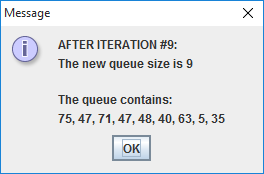 Message
AFTER ITERATION #9:
The new queue size is 9
The queue contains:
75, 47, 71, 47, 48, 40, 63, 5, 35
OK